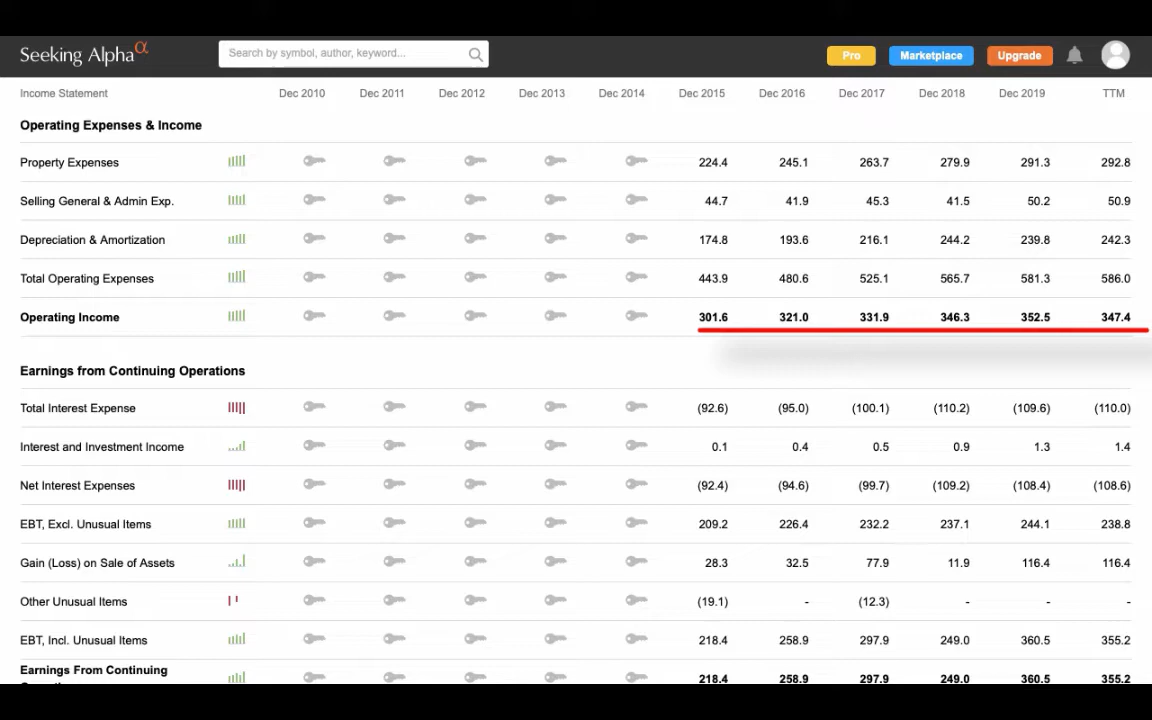 Seeking Alpha α Search by symbol, author, keyword... Pro Marketplace Upgrade
Income Statement Dec 2010 Dec 2011 Dec 2012 Dec 2013 Dec 2014 Dec 2015 Dec 2016 Dec 2017 Dec 2018 Dec 2019 TTM
Operating Expenses & Income
Property Expenses 224.4 245.1 263.7 279.9 291.3 292.8
Selling General & Admin Exp. 44.7 41.9 45.3 41.5 50.2 50.9
Depreciation & Amortization 174.8 193.6 216.1 244.2 239.8 242.3
Total Operating Expenses 443.9 480.6 525.1 565.7 581.3 586.0
Operating Income 301.6 321.0 331.9 346.3 352.5 347.4
Earnings from Continuing Operations
Total Interest Expense (92.6) (95.0) (100.1) (110.2) (109.6) (110.0)
Interest and Investment Income 0.1 0.4 0.5 0.9 1.3 1.4
Net Interest Expenses (92.4) (94.6) (99.7) (109.2) (108.4) (108.6)
EBT, Excl. Unusual Items 209.2 226.4 232.2 237.1 244.1 238.8
Gain (Loss) on Sale of Assets 28.3 32.5 77.9 11.9 116.4 116.4
Other Unusual Items (19.1) - (12.3) - - -
EBT, Incl. Unusual Items 218.4 258.9 297.9 249.0 360.5 355.2
Earnings From Continuing 218.4 258.9 297.9 249.0 360.5 355.2